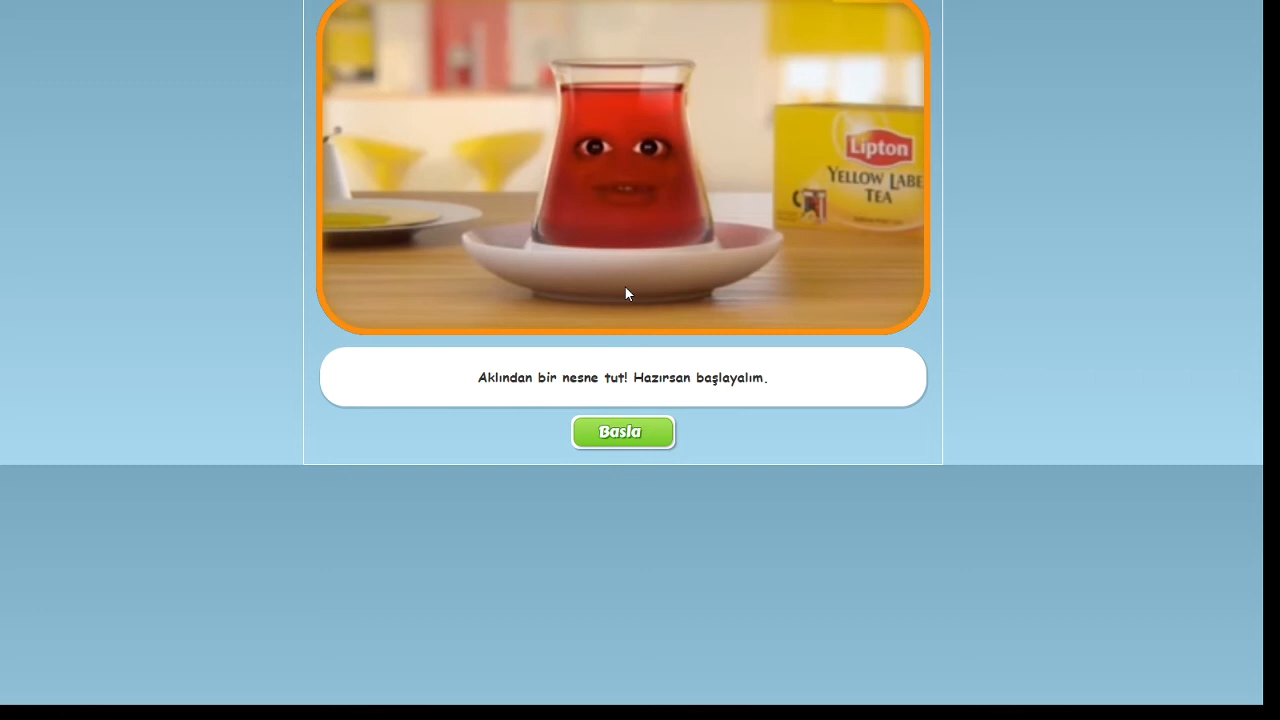 Lipton
YELLOW LABE
TEA
Aklından bir nesne tut! Hazırsan başlayalım.
Basla